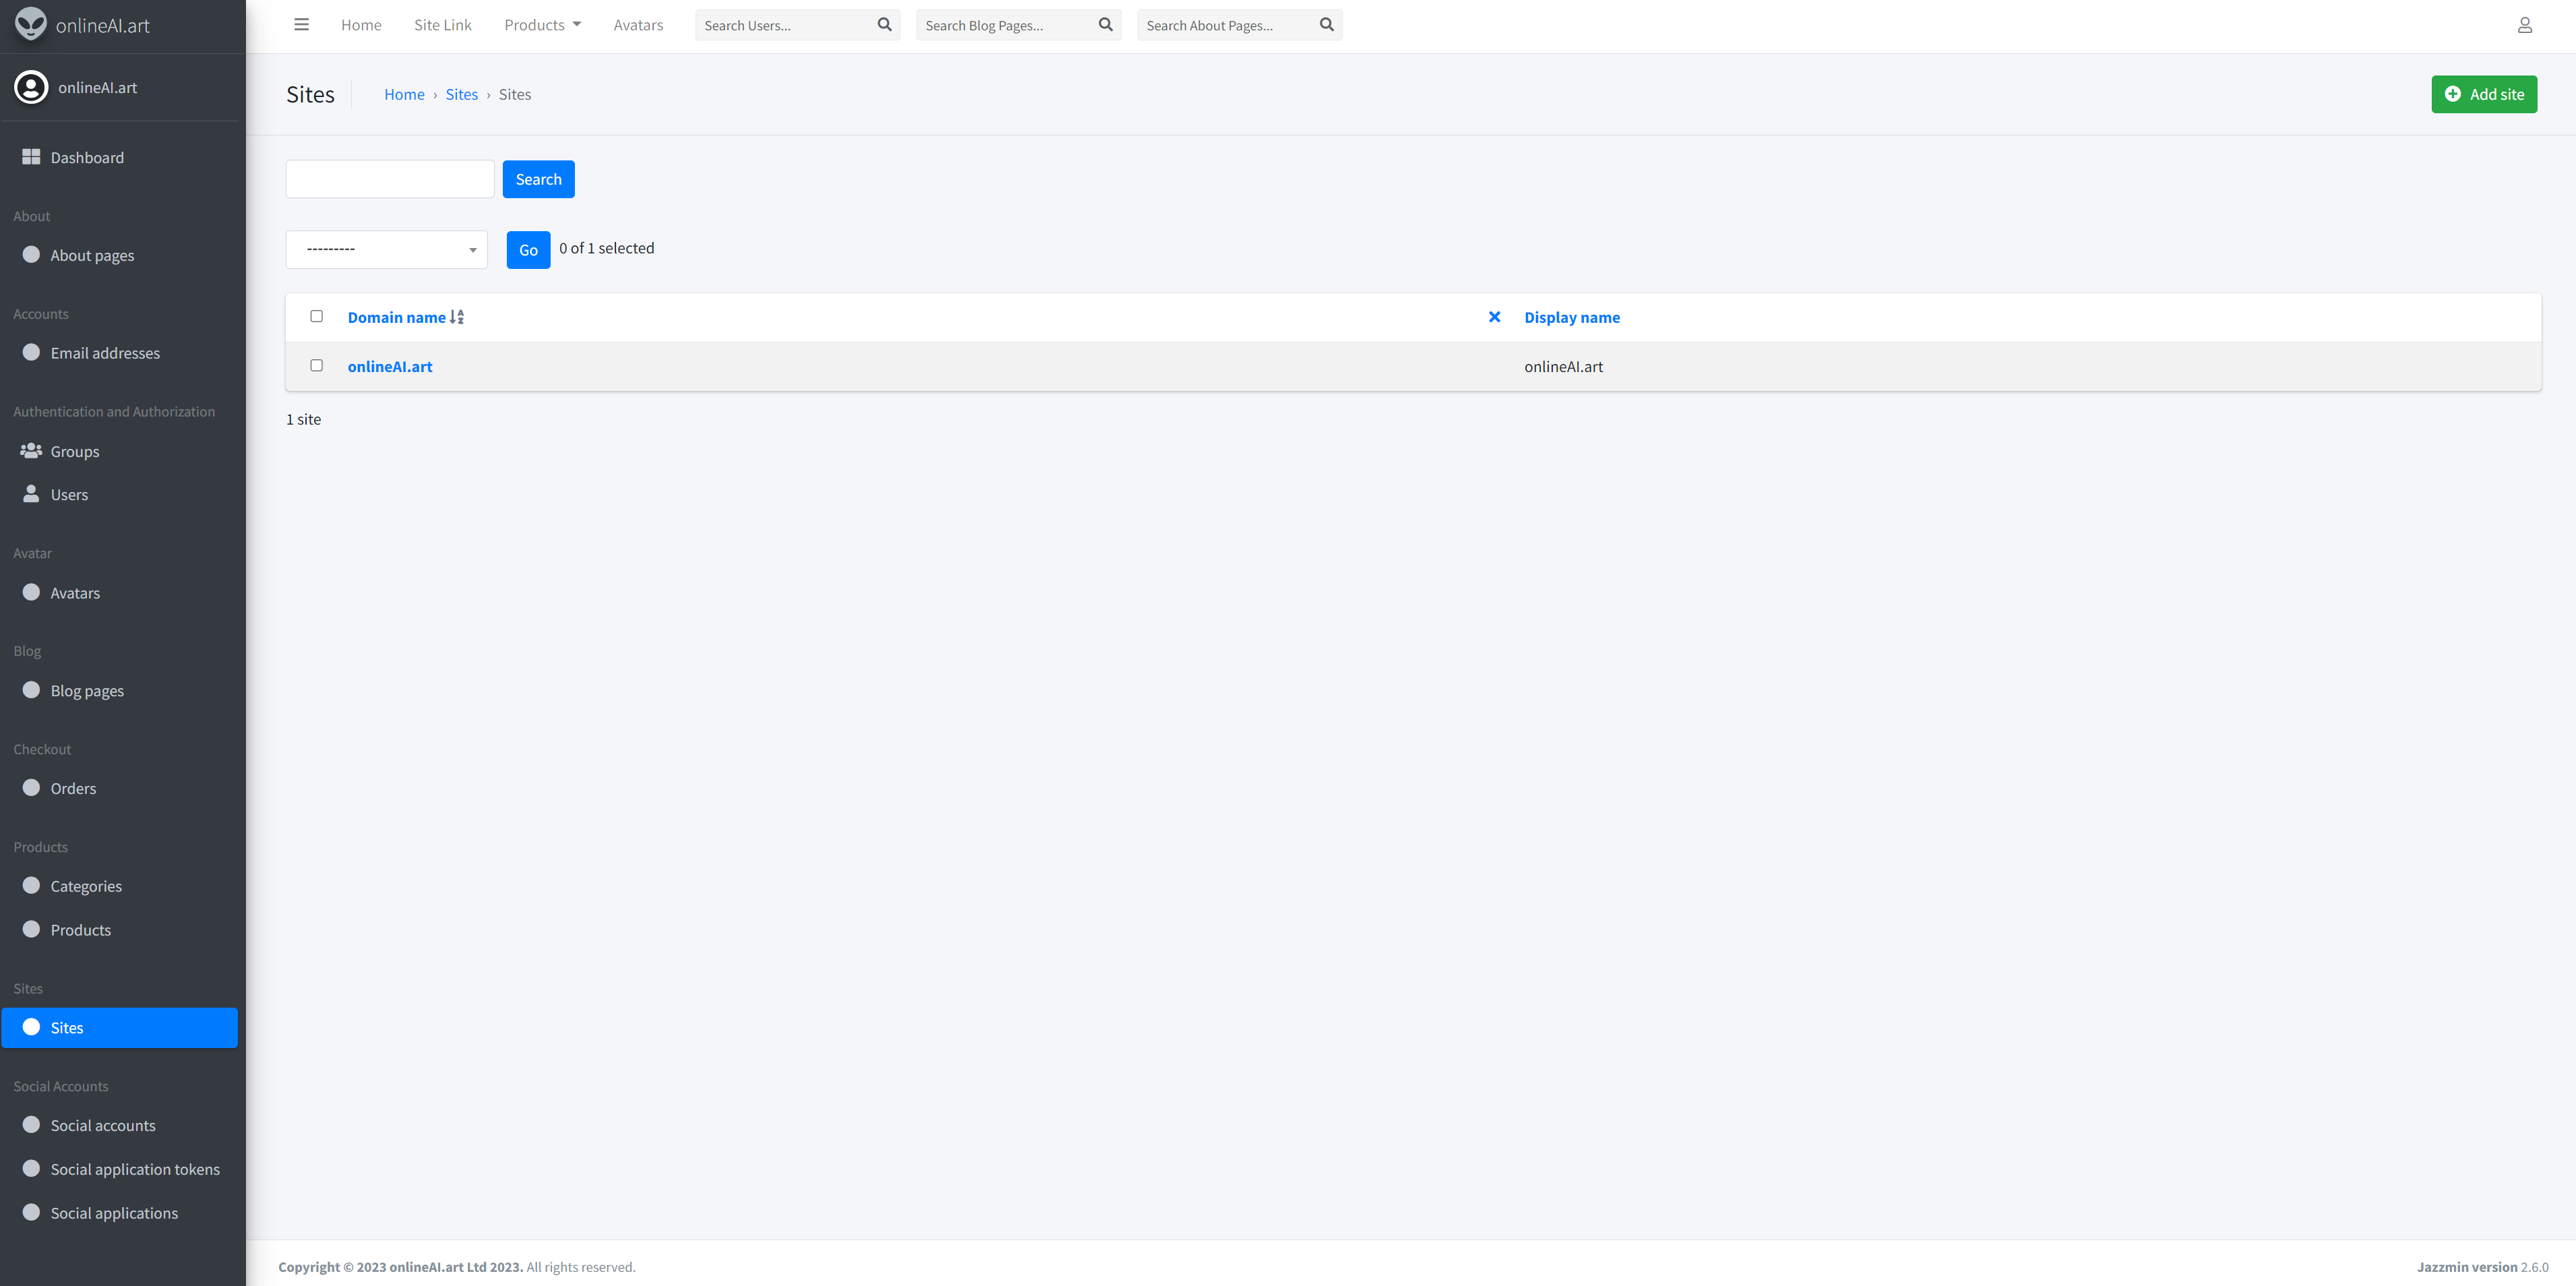 onlineAI.art
Home Site Link Products Avatars Search Users... Search Blog Pages... Search About Pages...
onlineAI.art
Dashboard
About
About pages
Accounts
Email addresses
Authentication and Authorization
Groups
Users
Avatar
Avatars
Blog
Blog pages
Checkout
Orders
Products
Categories
Products
Sites
Sites
Social Accounts
Social accounts
Social application tokens
Social applications
Sites Home › Sites › Sites Add site
Search
--------- Go 0 of 1 selected
Domain name Display name
onlineAI.art onlineAI.art
1 site
Copyright © 2023 onlineAI.art Ltd 2023. All rights reserved. Jazzmin version 2.6.0